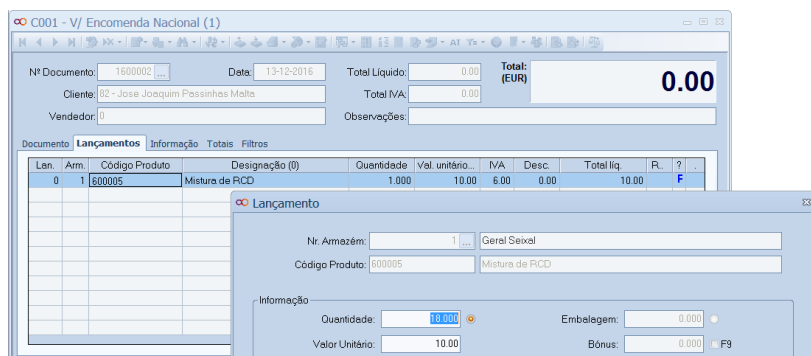 C001 - V/ Encomenda Nacional (1)
AT
Nº Documento: 1600002 ... Data: 13-12-2016 Total Líquido: 0.00 Total: (EUR) 0.00
Cliente: 82 - Jose Joaquim Passinhas Malta Total IVA: 0.00
Vendedor: 0 Observações:
Documento Lançamentos Informação Totais Filtros
Lan. Arm. Código Produto Designação (0) Quantidade Val. unitário... IVA Desc. Total líq. R.. ? .
0 1 600005 Mistura de RCD 1.000 10.00 6.00 0.00 10.00 F
Lançamento
Nr. Armazém: 1 ... Geral Seixal
Código Produto: 600005 Mistura de RCD
Informação
Quantidade: 18.000 Embalagem: 0.000
Valor Unitário: 10.00 Bónus: 0.000 F9